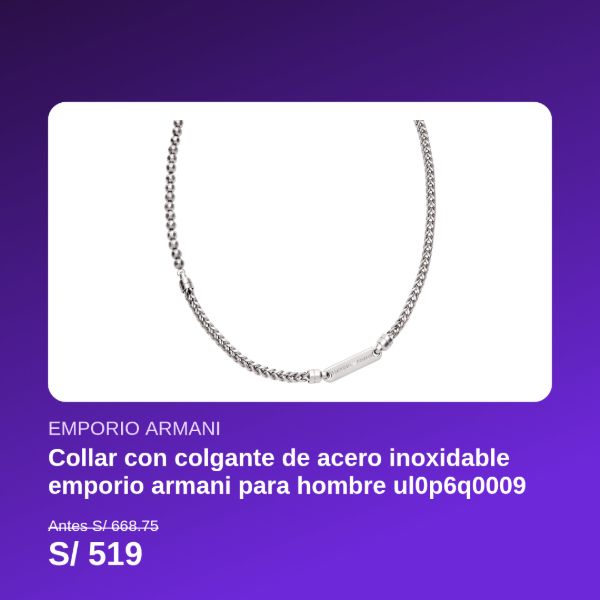 EMPORIO ARMANI
Collar con colgante de acero inoxidable
emporio armani para hombre ul0p6q0009
Antes S/ 668.75
S/ 519